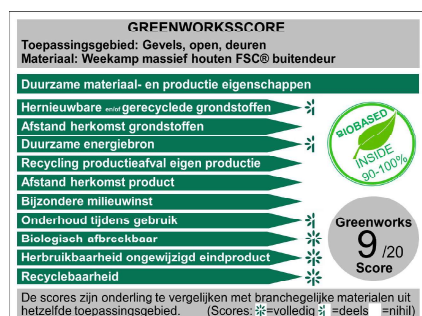 GREENWORKSSCORE
Toepassingsgebied: Gevels, open, deuren
Materiaal: Weekamp massief houten FSC® buitendeur
Duurzame materiaal- en productie eigenschappen
Hernieuwbare en/of gerecyclede grondstoffen
Afstand herkomst grondstoffen
Duurzame energiebron
Recycling productieafval eigen productie
Afstand herkomst product
Bijzondere milieuwinst
Onderhoud tijdens gebruik
Biologisch afbreekbaar
Herbruikbaarheid ongewijzigd eindproduct
Recyclebaarheid
BIOBASED
INSIDE
90-100%
Greenworks
9 /20
Score
De scores zijn onderling te vergelijken met branchegelijke materialen uit
hetzelfde toepassingsgebied. (Scores: =volledig =deels =nihil)